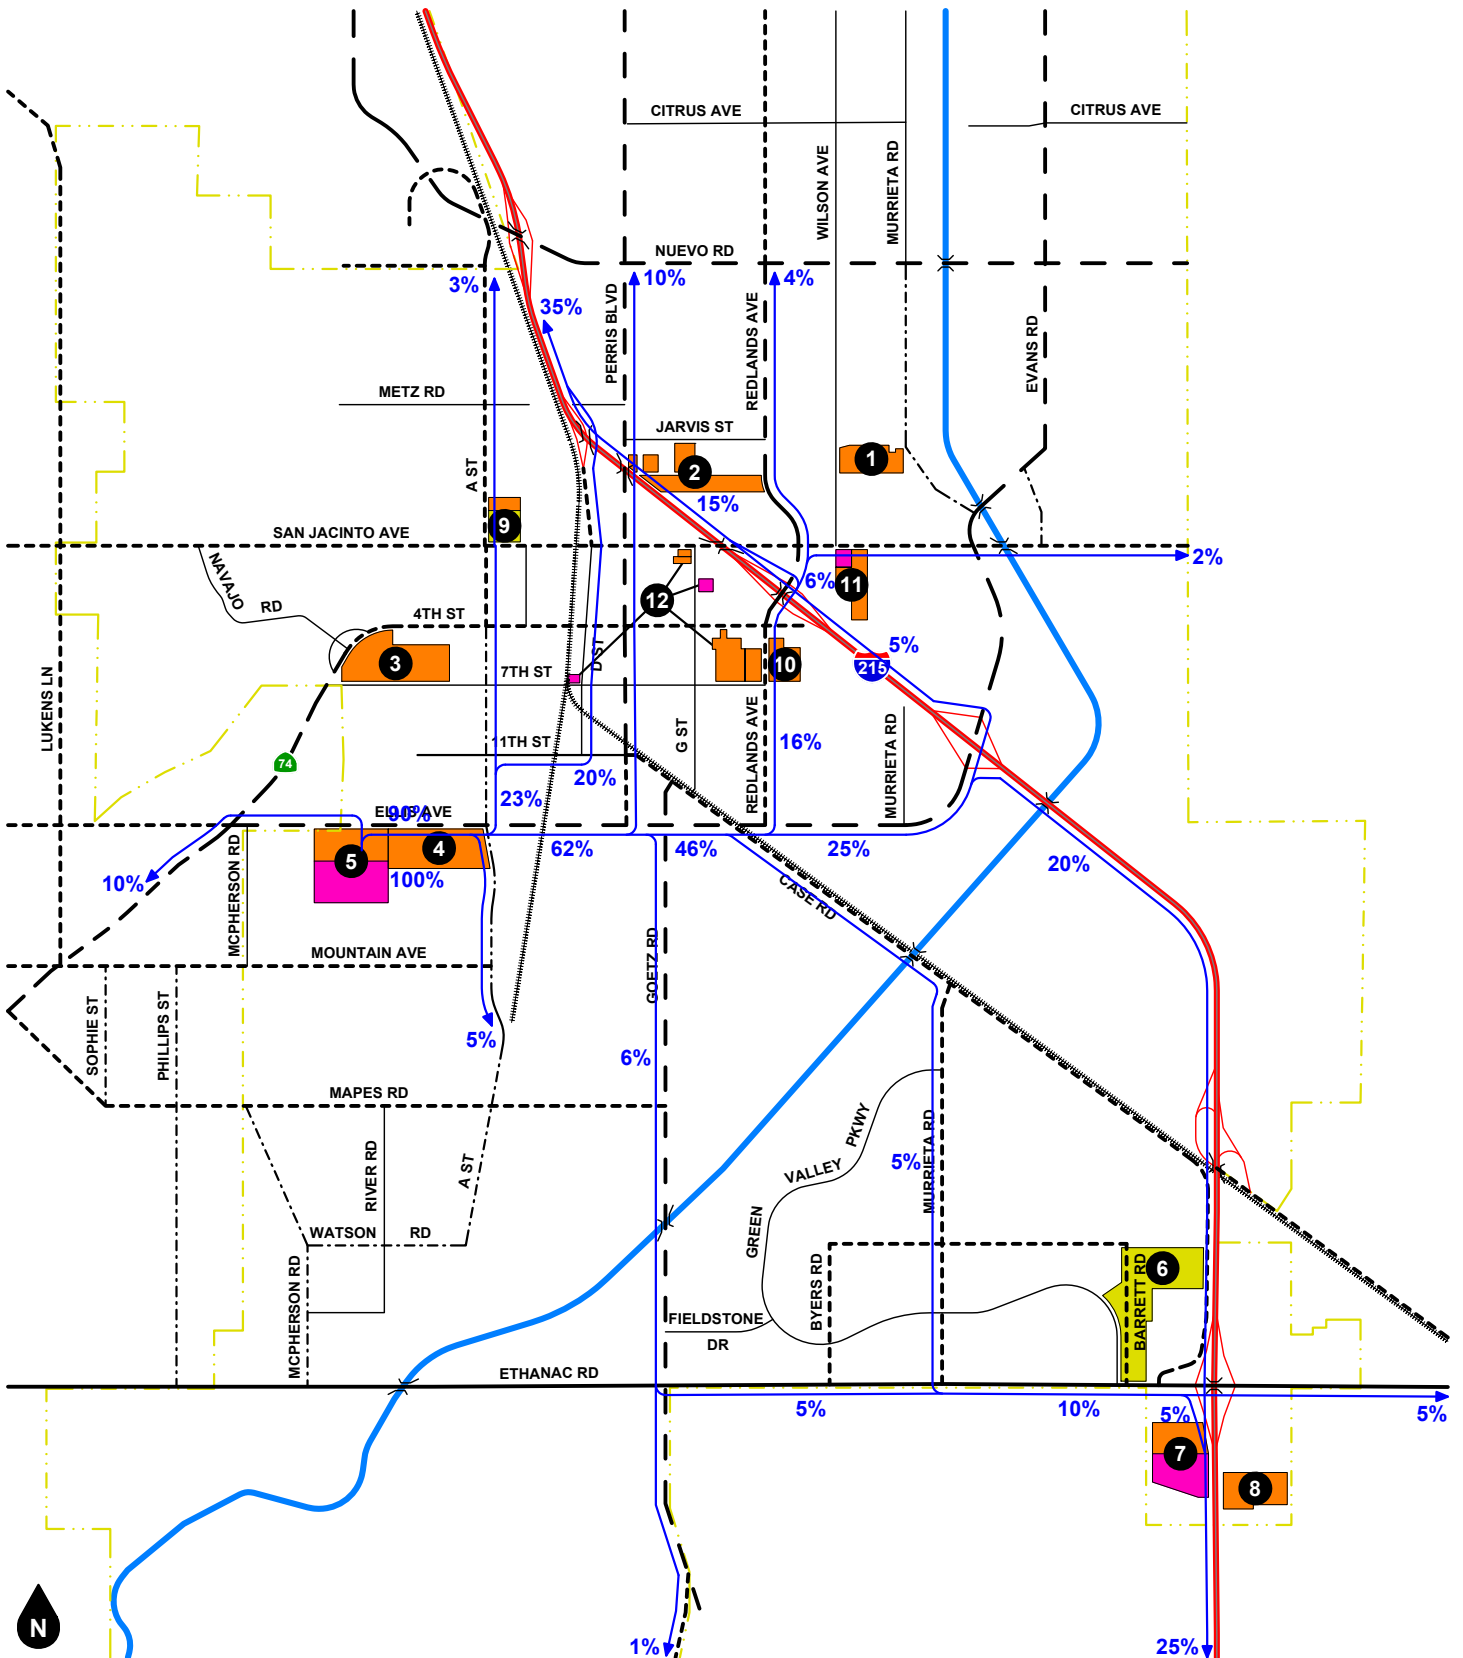 CITRUS AVE
CITRUS AVE
WILSON AVE
MURRIETA RD
NUEVO RD
3%
10%
4%
35%
PERRIS BLVD
REDLANDS AVE
EVANS RD
METZ RD
JARVIS ST
A ST
1
2
15%
9
SAN JACINTO AVE
2%
NAVAJO
RD
6%
11
12
4TH ST
D ST
5%
215
3
10
7TH ST
LUKENS LN
11TH ST
G ST
REDLANDS AVE
16%
MURRIETA RD
74
20%
23%
ELLIS AVE
90%
4
5
62%
46%
25%
20%
100%
10%
MCPHERSON RD
CASE RD
MOUNTAIN AVE
GOETZ RD
SOPHIE ST
PHILLIPS ST
5%
6%
MAPES RD
PKWY
VALLEY
GREEN
MURRIETA RD
5%
RIVER RD
A ST
WATSON
RD
MCPHERSON RD
BYERS RD
BARRETT RD
6
FIELDSTONE
DR
ETHANAC RD
5%
10%
5%
5%
7
8
N
1%
25%